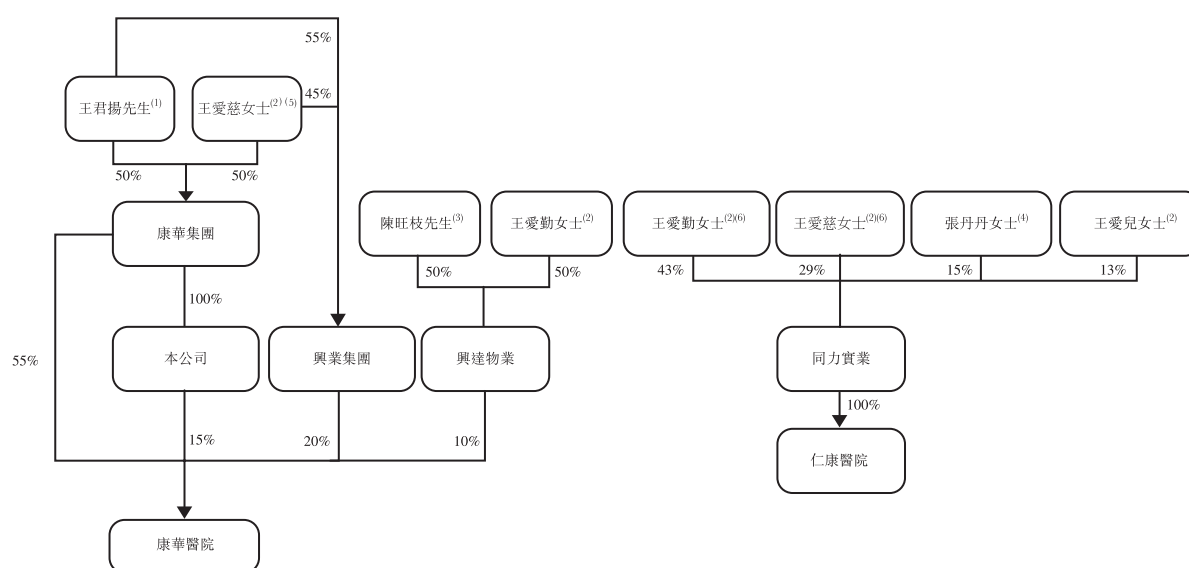 55%
王君揚先生(1)
王愛慈女士(2) (5)
45%
50%
50%
康華集團
陳旺枝先生(3)
王愛勤女士(2)
王愛勤女士(2)(6)
王愛慈女士(2)(6)
張丹丹女士(4)
王愛兒女士(2)
50%
50%
43%
29%
15%
13%
100%
55%
本公司
興業集團
興達物業
同力實業
100%
15%
20%
10%
仁康醫院
康華醫院